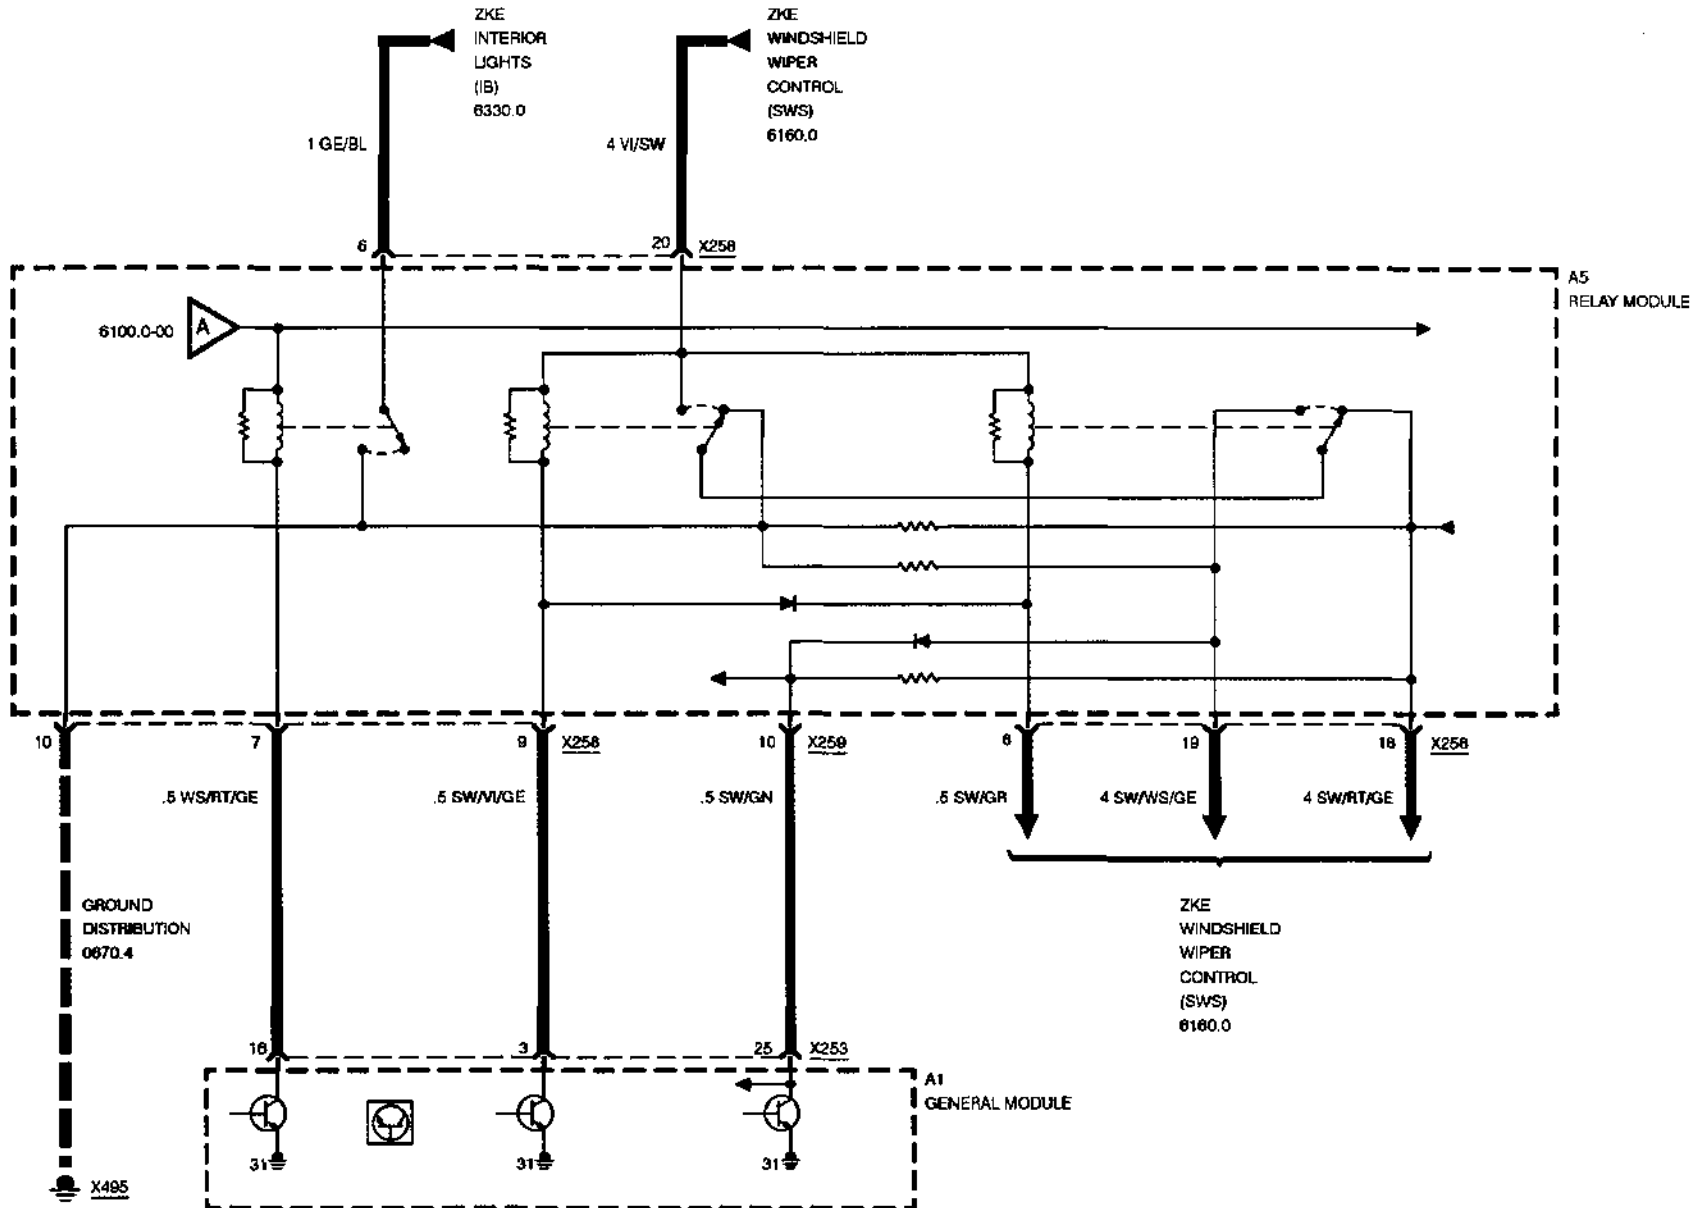 ZKE
INTERIOR
LIGHTS
(IB)
6330.0
ZKE
WINDSHIELD
WIPER
CONTROL
(SWS)
6160.0
1 GE/BL
4 VI/SW
6
20
X258
A5
RELAY MODULE
6100.0-00
A
10
7
9
X258
10
X259
6
19
18
X258
.5 WS/RT/GE
.5 SW/VI/GE
.5 SW/GN
.5 SW/GR
4 SW/WS/GE
4 SW/RT/GE
GROUND
DISTRIBUTION
0670.4
ZKE
WINDSHIELD
WIPER
CONTROL
(SWS)
6160.0
16
3
25
X253
A1
GENERAL MODULE
31
31
31
X495